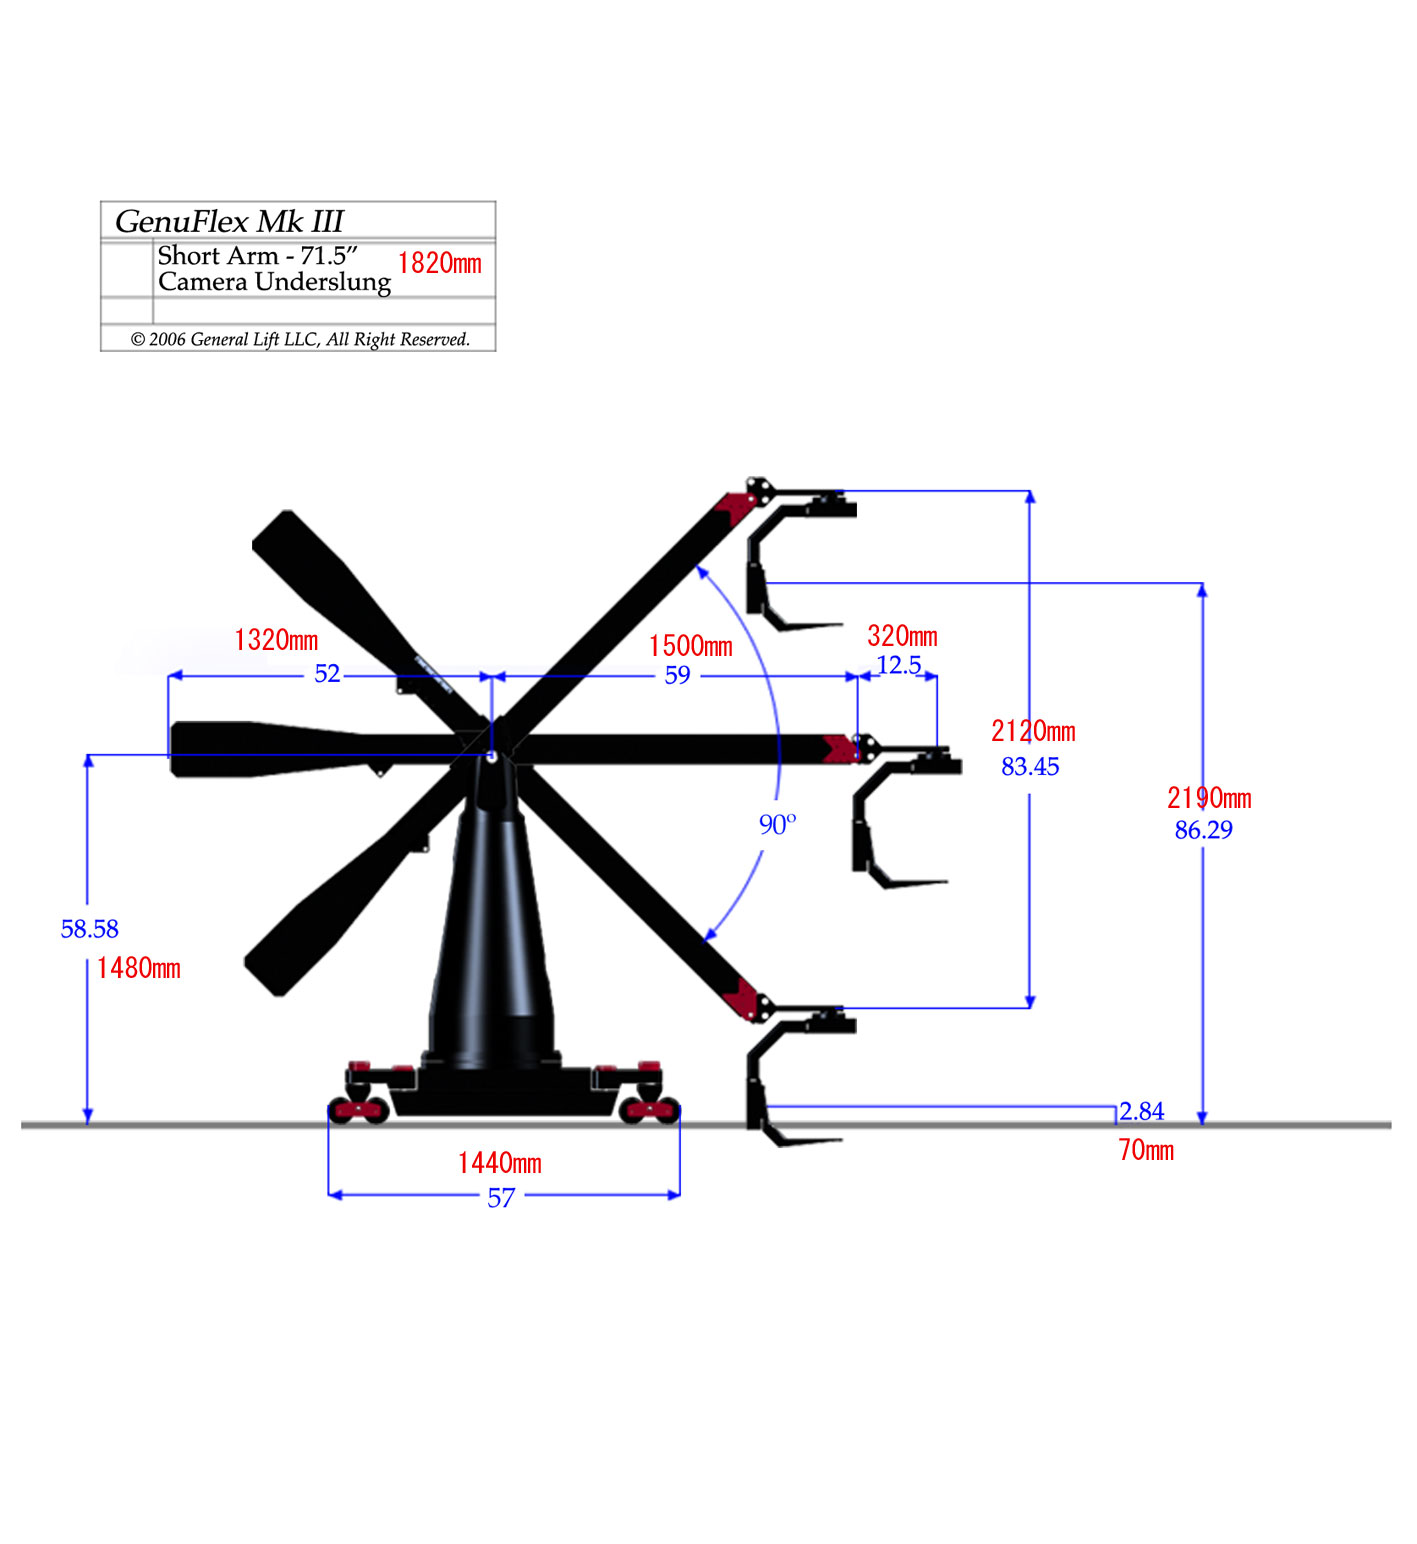 GenuFlex Mk III
Short Arm - 71.5”
1820mm
Camera Underslung
© 2006 General Lift LLC, All Right Reserved.
1320mm
52
1500mm
59
320mm
12.5
2120mm
83.45
2190mm
86.29
90º
58.58
1480mm
2.84
70mm
1440mm
57